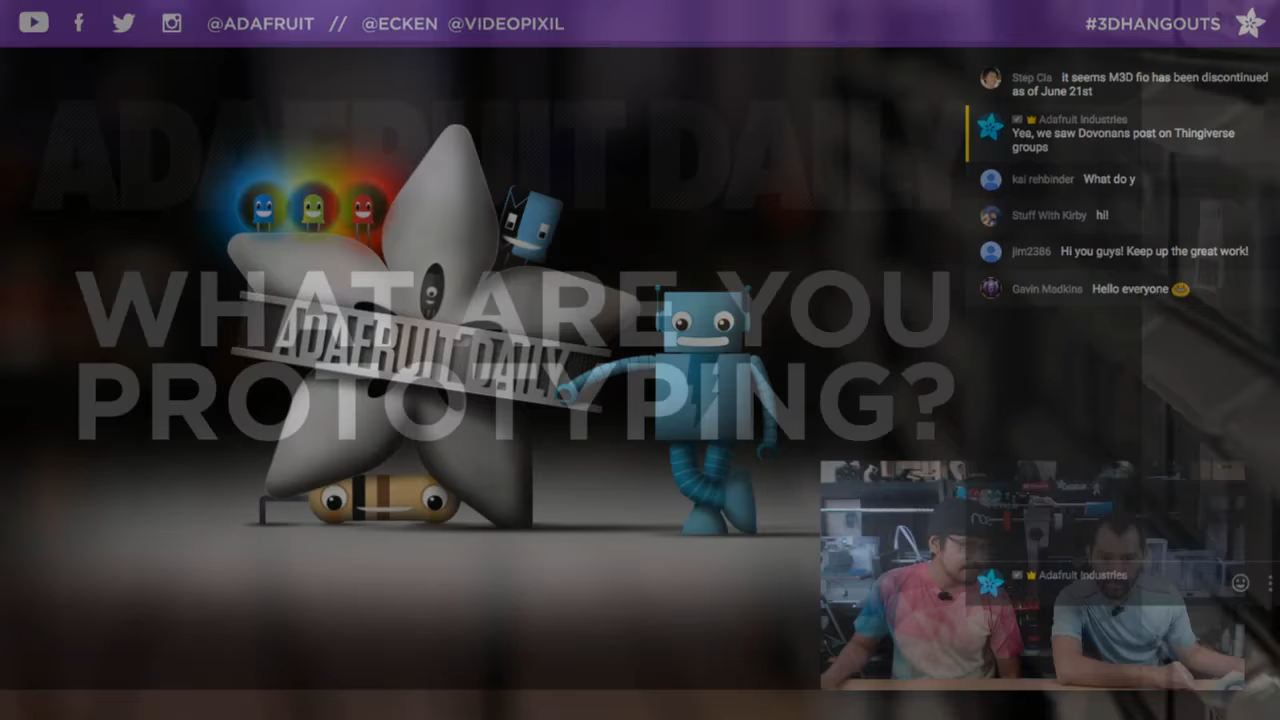 @ADAFRUIT // @ECKEN @VIDEOPIXIL
#3DHANGOUTS
ADAFRUIT DAILY
Step Cla it seems M3D fio has been discontinued
as of June 21st
Adafruit Industries
Yea, we saw Dovonans post on Thingiverse
groups
kai rehbinder What do y
Stuff With Kirby hi!
jim2386 Hi you guys! Keep up the great work!
Gavin Madkins Hello everyone
WHAT ARE YOU
PROTOTYPING?
ADAFRUIT DAILY
Adafruit Industries